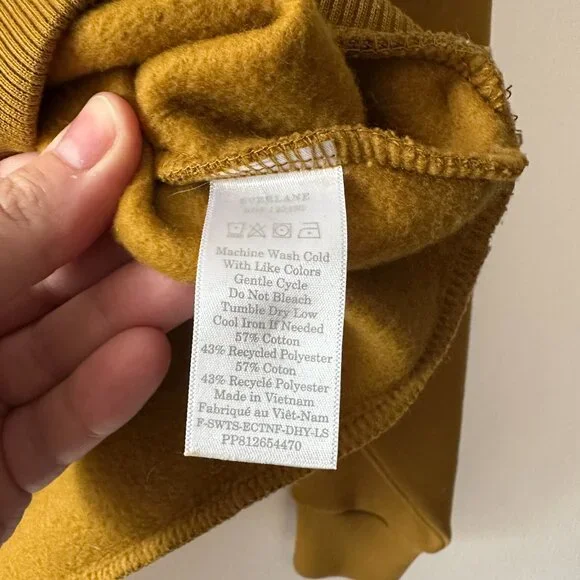 EVERLANE
Machine Wash Cold
With Like Colors
Gentle Cycle
Do Not Bleach
Tumble Dry Low
Cool Iron If Needed
57% Cotton
43% Recycled Polyester
57% Coton
43% Recyclé Polyester
Made in Vietnam
Fabriqué au Viêt-Nam
F-SWTS-ECTNF-DHY-LS
PP812654470